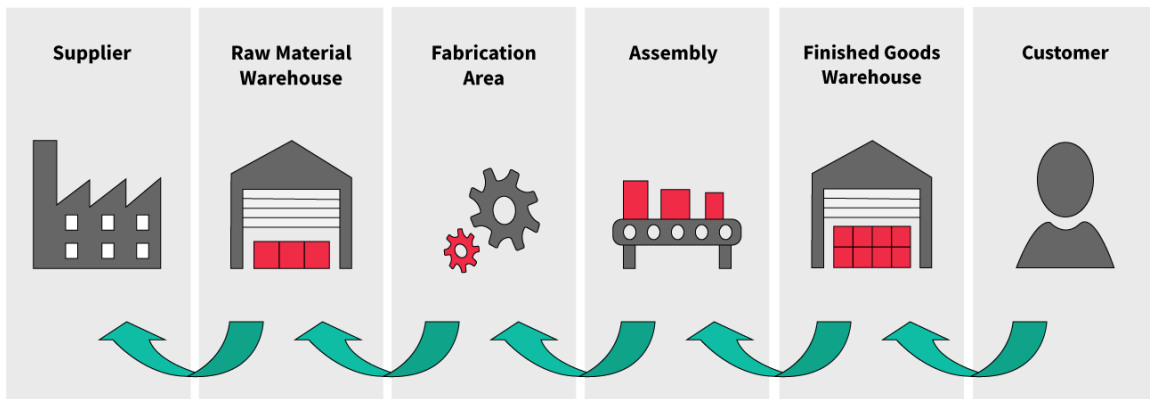 Supplier
Raw Material
Warehouse
Fabrication
Area
Assembly
Finished Goods
Warehouse
Customer